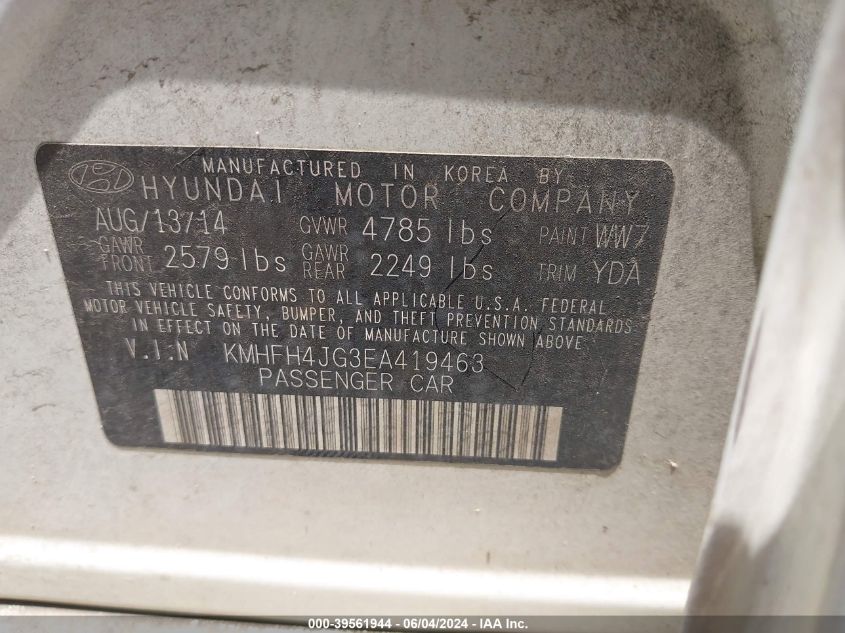 MANUFACTURED IN KOREA BY
HYUNDAI MOTOR COMPANY
AUG/13/14 GVWR 4785 lbs PAINT WW7
GAWR FRONT 2579 lbs GAWR REAR 2249 lbs TRIM YDA
THIS VEHICLE CONFORMS TO ALL APPLICABLE U.S.A. FEDERAL
MOTOR VEHICLE SAFETY, BUMPER, AND THEFT PREVENTION STANDARDS
IN EFFECT ON THE DATE OF MANUFACTURE SHOWN ABOVE.
V.I.N KMHFH4JG3EA419463
PASSENGER CAR
000-39561944 - 06/04/2024 - IAA Inc.